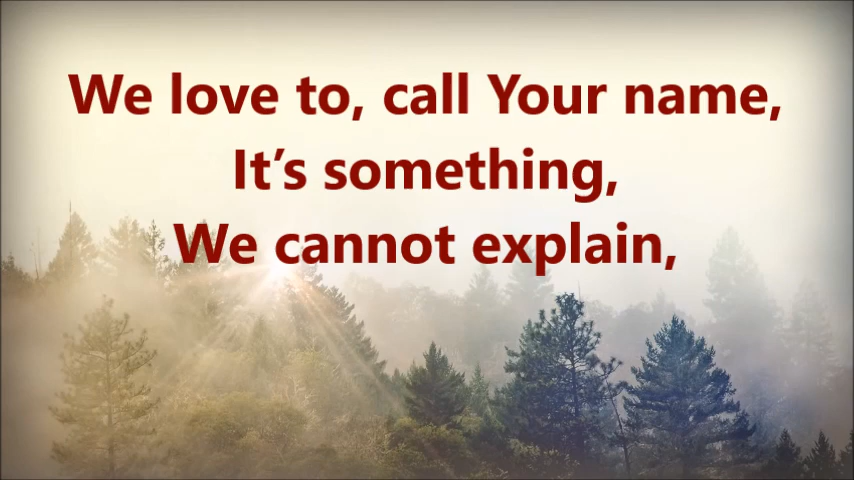 We love to, call Your name,
It’s something,
We cannot explain,